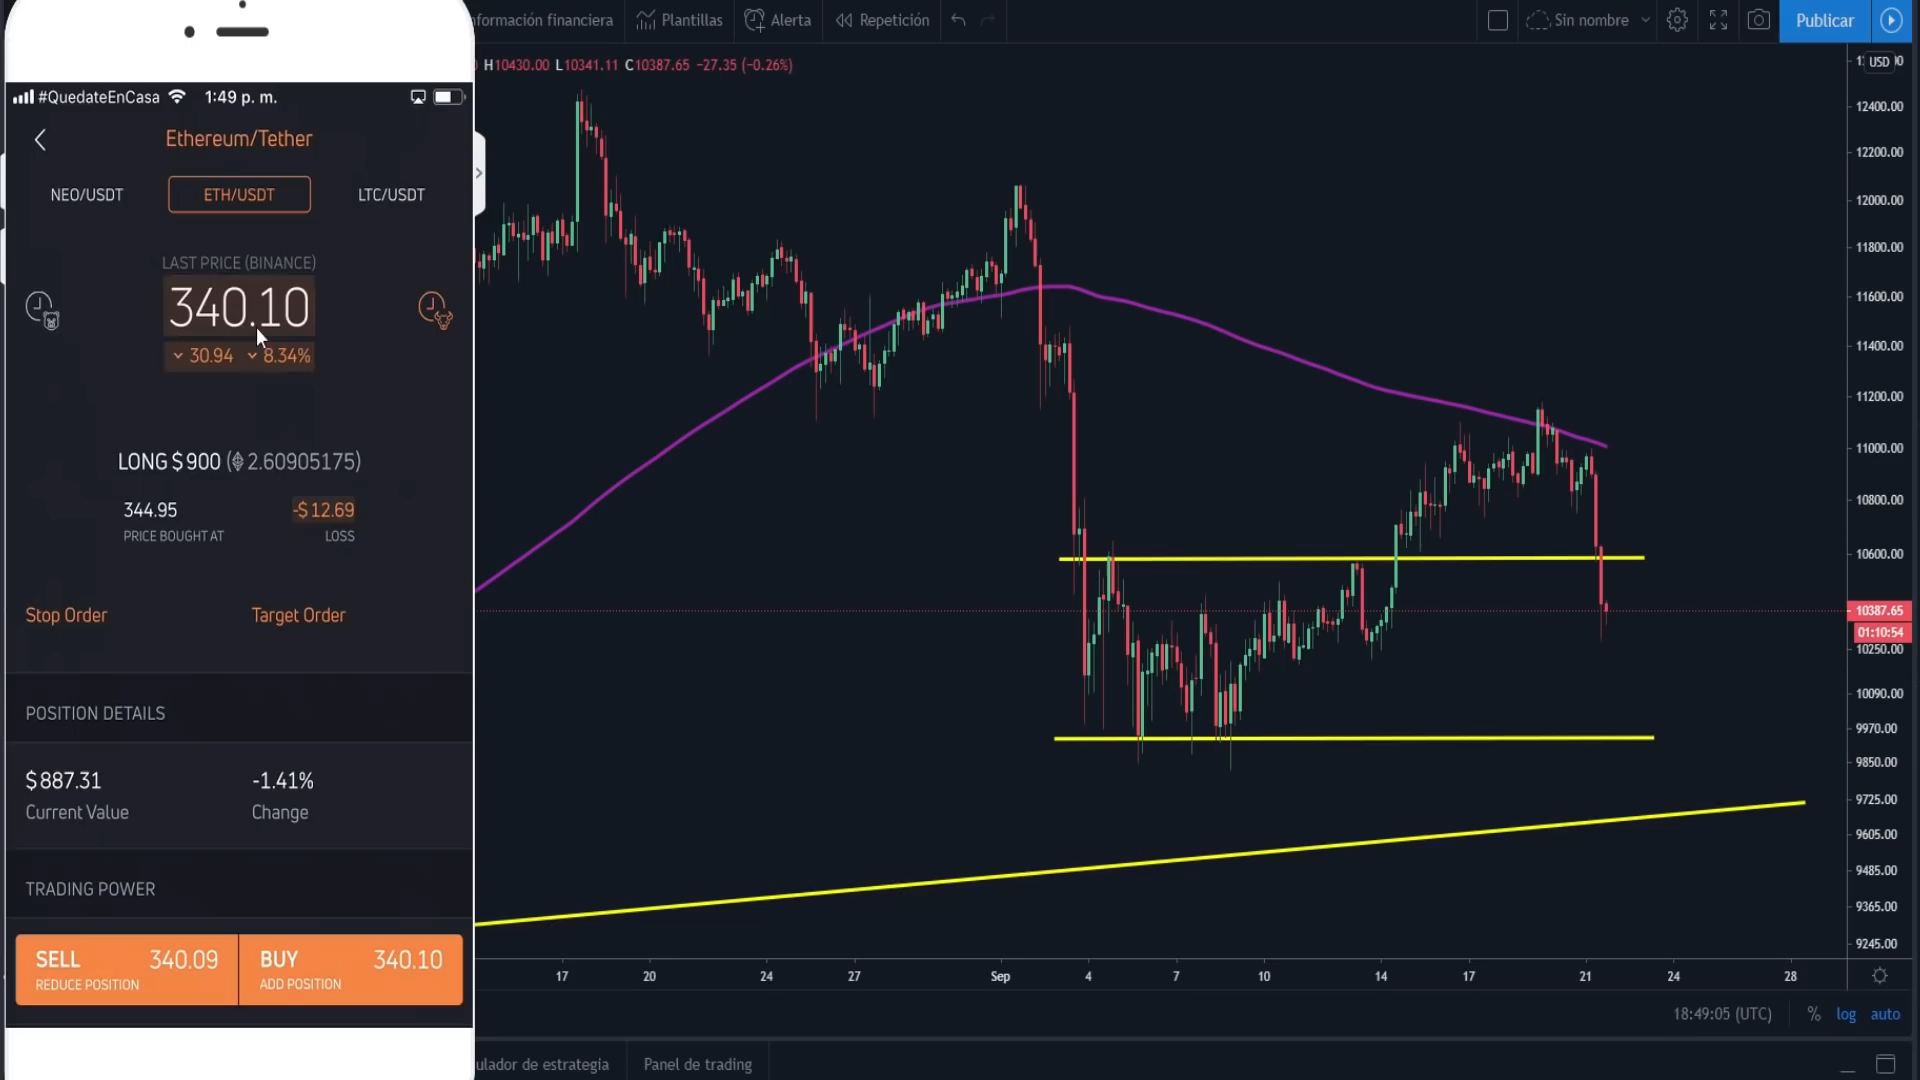 #QuedateEnCasa 1:49 p. m.
Ethereum/Tether
NEO/USDT ETH/USDT LTC/USDT
LAST PRICE (BINANCE)
340.10
30.94 8.34%
LONG $900 (2.60905175)
344.95 -$12.69
PRICE BOUGHT AT LOSS
Stop Order Target Order
POSITION DETAILS
$887.31 -1.41%
Current Value Change
TRADING POWER
SELL 340.09 BUY 340.10
REDUCE POSITION ADD POSITION
nformación financiera Plantillas Alerta Repetición Sin nombre Publicar
H10430.00 L10341.11 C10387.65 -27.35 (-0.26%)
USD
12400.00
12200.00
12000.00
11800.00
11600.00
11400.00
11200.00
11000.00
10800.00
10600.00
10387.65
01:10:54
10250.00
10090.00
9970.00
9850.00
9725.00
9605.00
9485.00
9365.00
9245.00
17 20 24 27 Sep 4 7 10 14 17 21 24 28
18:49:05 (UTC) % log auto
ulador de estrategia Panel de trading